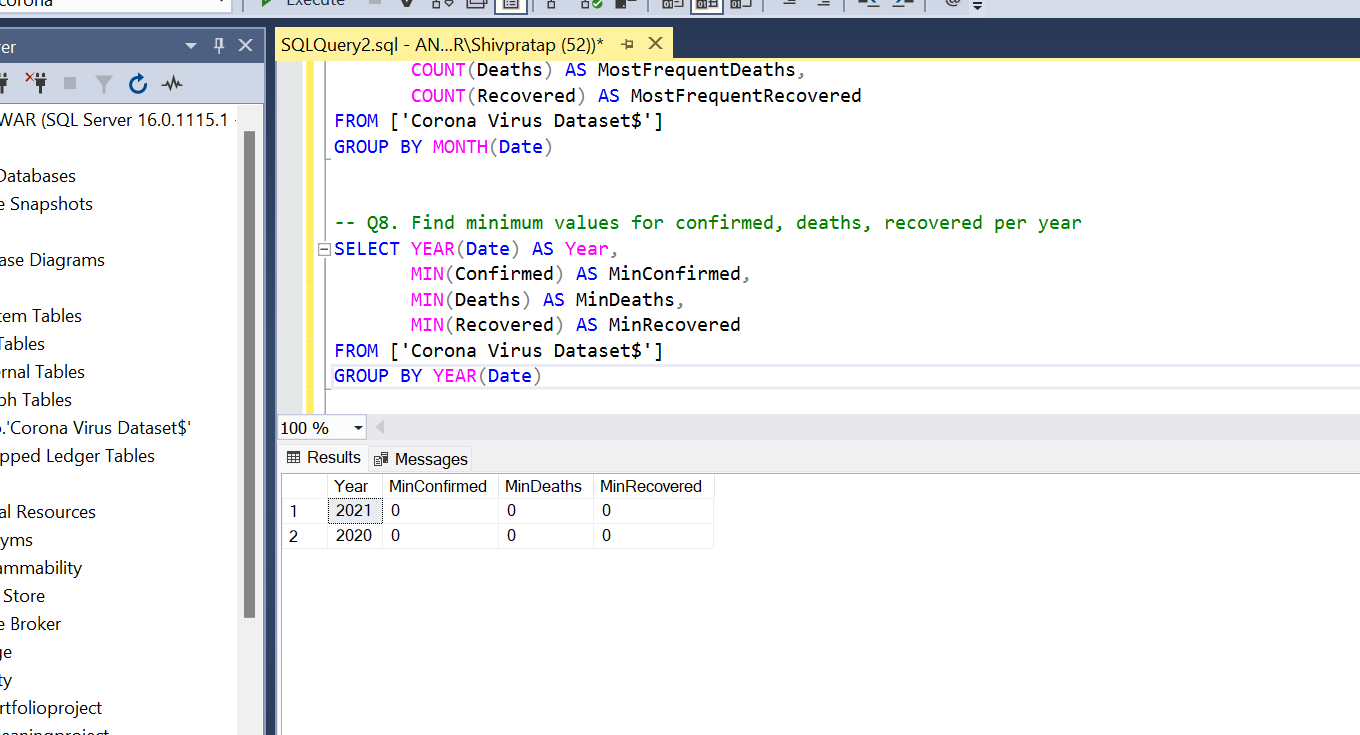 corona
Execute
er
SQLQuery2.sql - AN...R\Shivpratap (52))*
WAR (SQL Server 16.0.1115.1 -
Databases
e Snapshots
ase Diagrams
tem Tables
Tables
rnal Tables
ph Tables
o.'Corona Virus Dataset$'
pped Ledger Tables
al Resources
yms
ammability
Store
e Broker
ge
ty
rtfolioproject
eaningproject
COUNT(Deaths) AS MostFrequentDeaths,
COUNT(Recovered) AS MostFrequentRecovered
FROM ['Corona Virus Dataset$']
GROUP BY MONTH(Date)
-- Q8. Find minimum values for confirmed, deaths, recovered per year
SELECT YEAR(Date) AS Year,
MIN(Confirmed) AS MinConfirmed,
MIN(Deaths) AS MinDeaths,
MIN(Recovered) AS MinRecovered
FROM ['Corona Virus Dataset$']
GROUP BY YEAR(Date)
100 %
Results Messages
Year MinConfirmed MinDeaths MinRecovered
1 2021 0 0 0
2 2020 0 0 0